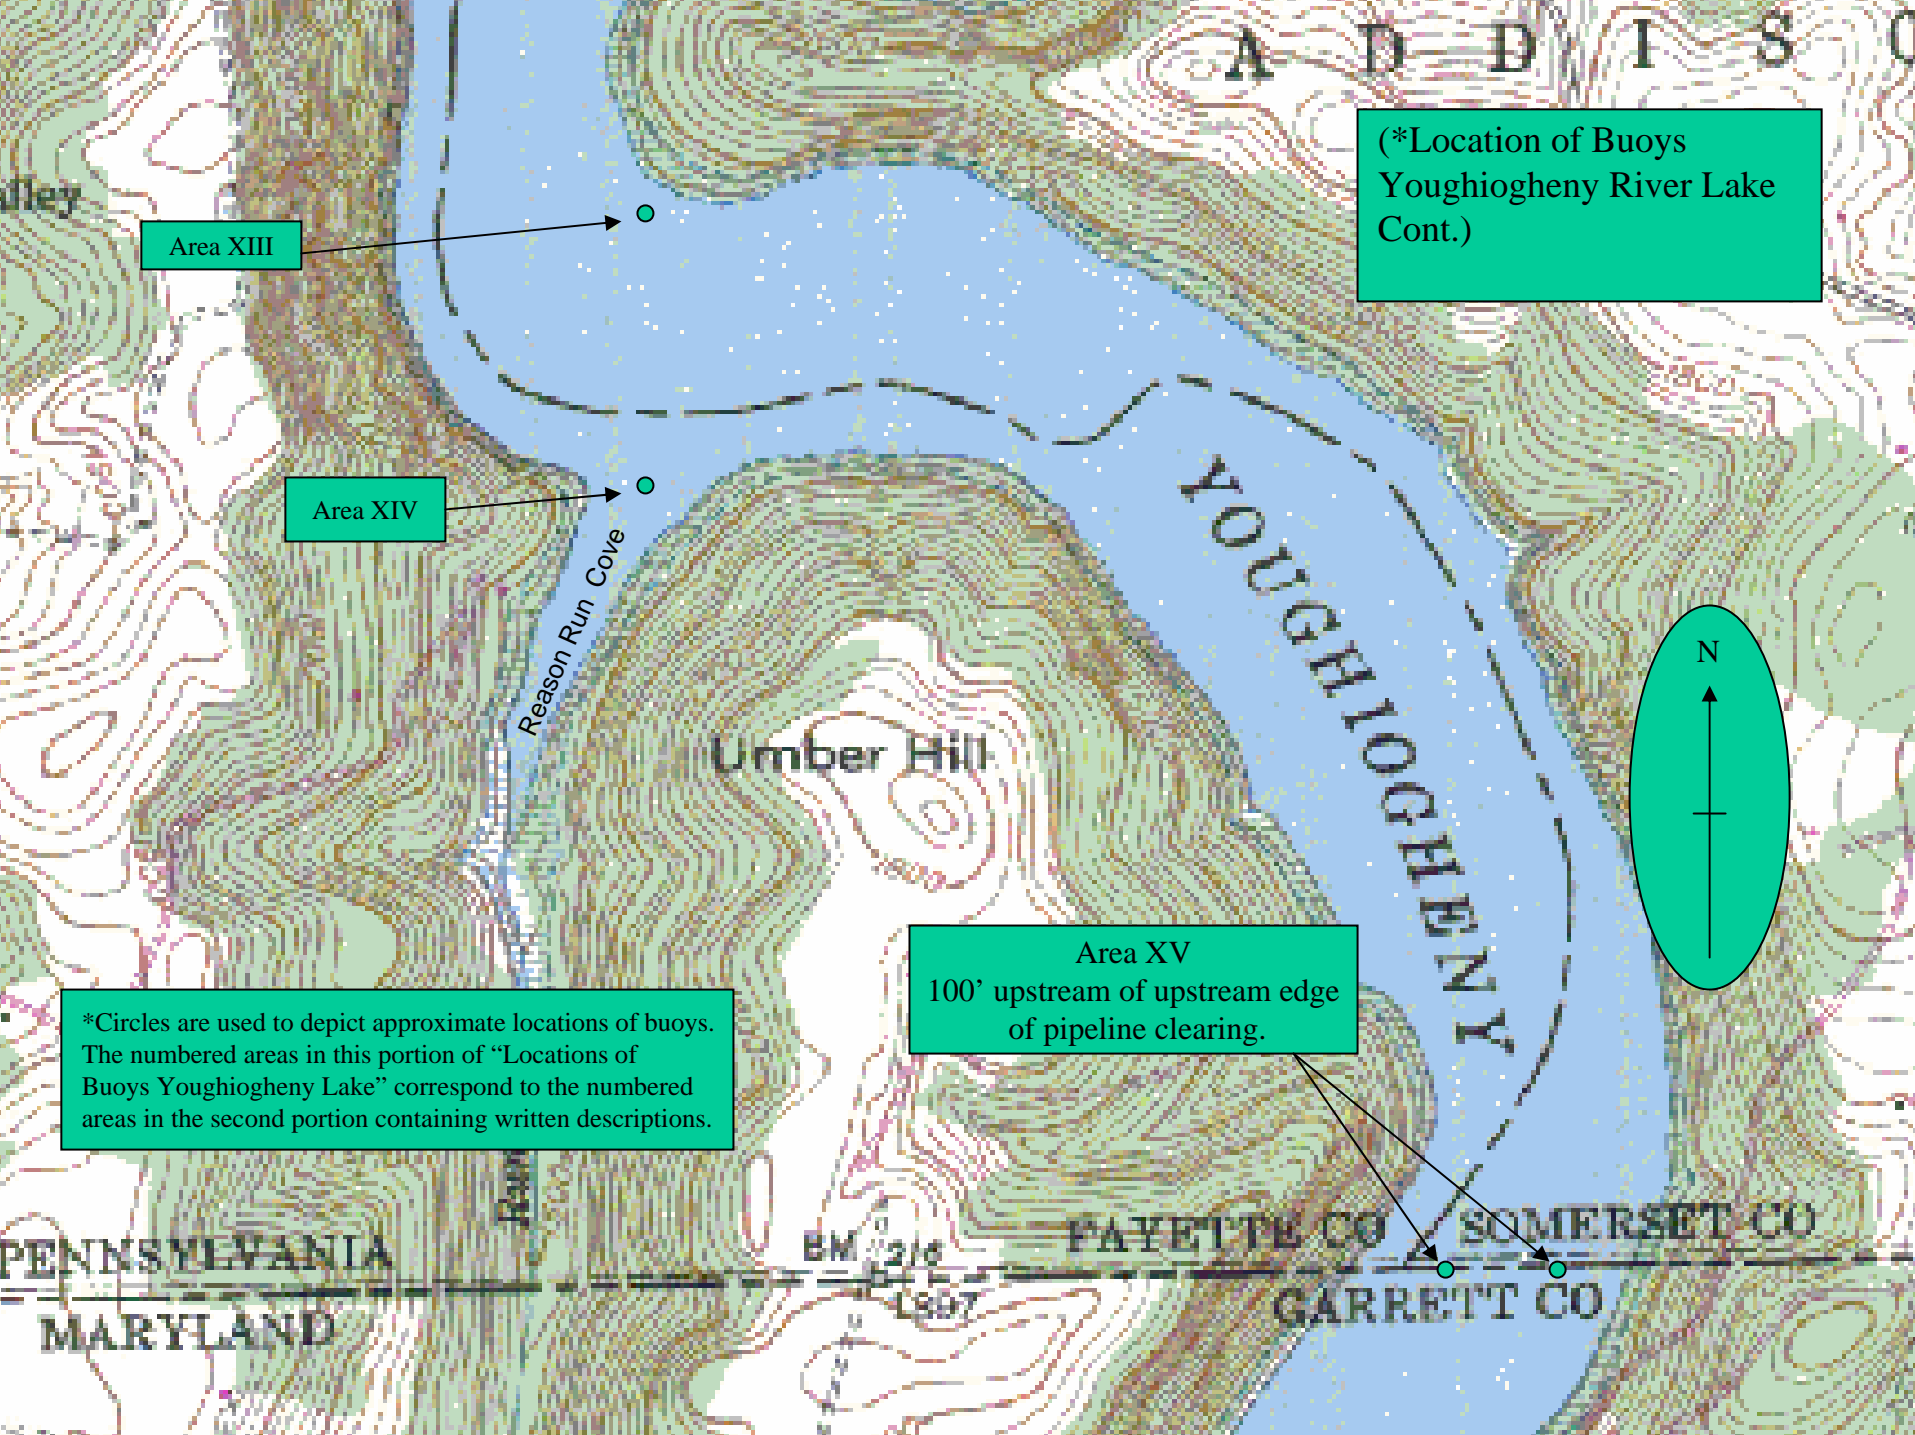 A D D I S
(*Location of Buoys
Youghiogheny River Lake
Cont.)
Area XIII
Area XIV
Reason Run Cove
YOUGHIOGHENY
N
Umber Hill
Area XV
100’ upstream of upstream edge
of pipeline clearing.
*Circles are used to depict approximate locations of buoys.
The numbered areas in this portion of “Locations of
Buoys Youghiogheny Lake” correspond to the numbered
areas in the second portion containing written descriptions.
FAYETTE CO
SOMERSET CO
PENNSYLVANIA
BM
GARRETT CO
MARYLAND